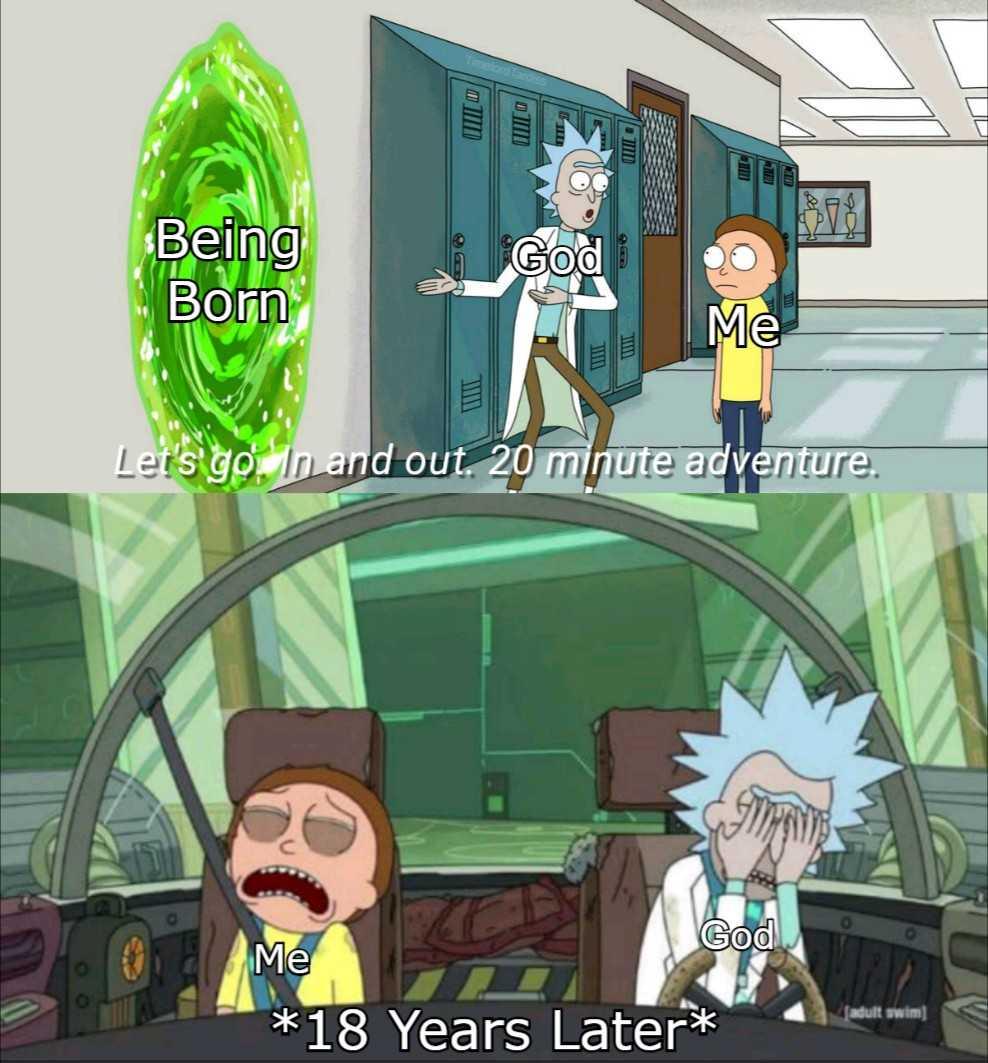 Being
Born
God
Me
Let's go. In and out. 20 minute adventure.
Me
God
[adult swim]
*18 Years Later*